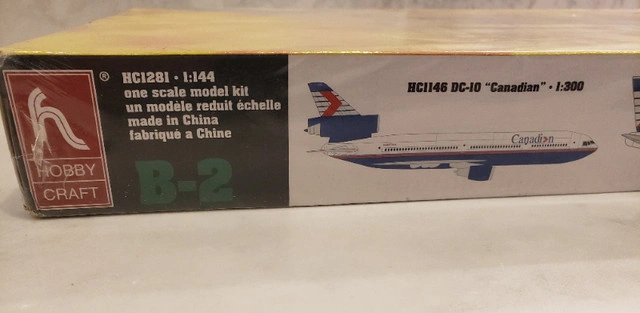 HOBBY
CRAFT
®
HC1281 · 1:144
one scale model kit
un modèle reduit échelle
made in China
fabriqué a Chine
B-2
HC1146 DC-10 "Canadian" · 1:300
Canadian